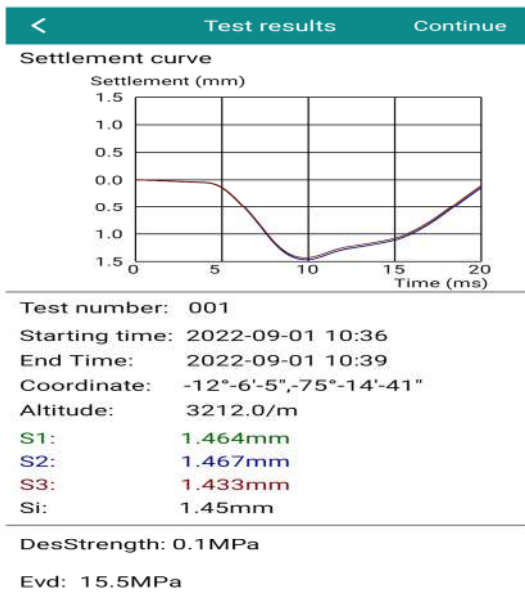 < Test results Continue
Settlement curve
Settlement (mm)
1.5
1.0
0.5
0.0
0.5
1.0
1.5
0 5 10 15 20
Time (ms)
Test number: 001
Starting time: 2022-09-01 10:36
End Time: 2022-09-01 10:39
Coordinate: -12°-6'-5",-75°-14'-41"
Altitude: 3212.0/m
S1: 1.464mm
S2: 1.467mm
S3: 1.433mm
Si: 1.45mm
DesStrength: 0.1MPa
Evd: 15.5MPa